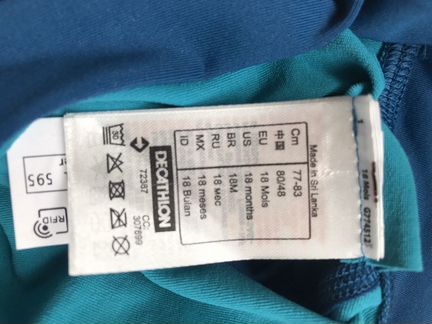 Made in Sri Lanka
Cm 77-83
中国 80/48
EU 18 Mois
US 18 months
BR 18M
RU 18 мес
MX 18 meses
ID 18 Bulan
DECATHLON
72387
CC:
307699
30
RFID
595
18 Mois